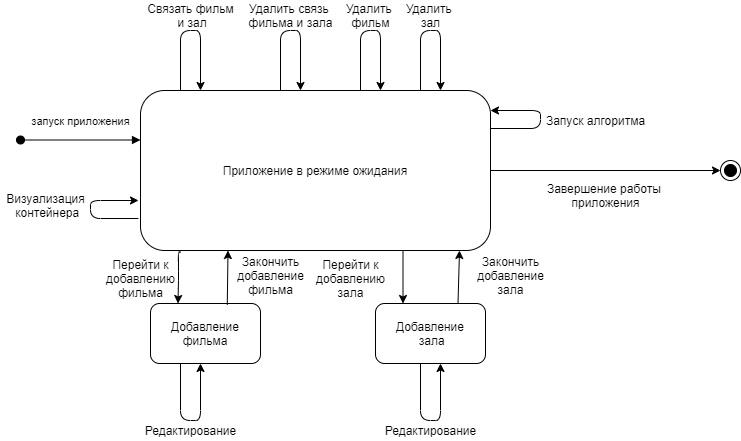 Связать фильм
и зал
Удалить связь
фильма и зала
Удалить
фильм
Удалить
зал
запуск приложения
Запуск алгоритма
Приложение в режиме ожидания
Завершение работы
приложения
Визуализация
контейнера
Перейти к
добавлению
фильма
Закончить
добавление
фильма
Перейти к
добавлению
зала
Закончить
добавление
зала
Добавление
фильма
Добавление
зала
Редактирование
Редактирование